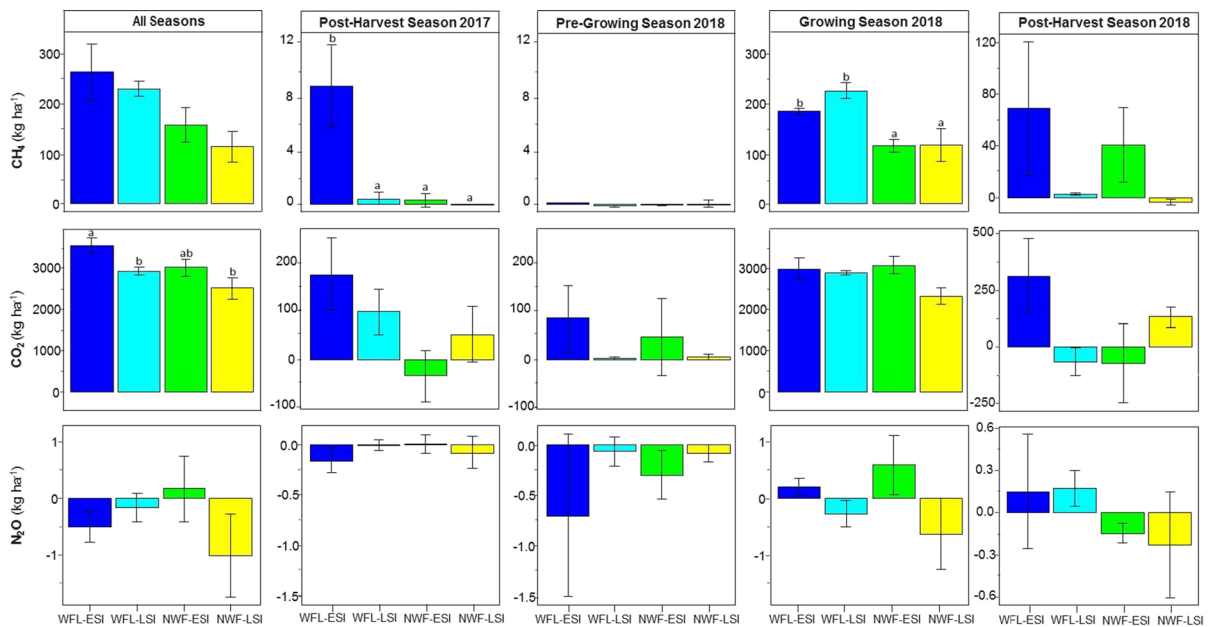 All Seasons
Post-Harvest Season 2017
Pre-Growing Season 2018
Growing Season 2018
Post-Harvest Season 2018
CH₄ (kg ha⁻¹)
300
200
100
0
12
8
4
0
b
a
a
a
12
8
4
0
300
200
100
0
b
b
a
a
120
80
40
0
CO₂ (kg ha⁻¹)
3000
2000
1000
0
a
b
ab
b
200
100
0
-100
200
100
0
-100
3000
2000
1000
0
500
250
0
-250
N₂O (kg ha⁻¹)
1
0
-1
0.0
-0.5
-1.0
-1.5
0.0
-0.5
-1.0
-1.5
1
0
-1
0.6
0.3
0.0
-0.3
-0.6
WFL-ESI WFL-LSI NWF-ESI NWF-LSI
WFL-ESI WFL-LSI NWF-ESI NWF-LSI
WFL-ESI WFL-LSI NWF-ESI NWF-LSI
WFL-ESI WFL-LSI NWF-ESI NWF-LSI
WFL-ESI WFL-LSI NWF-ESI NWF-LSI